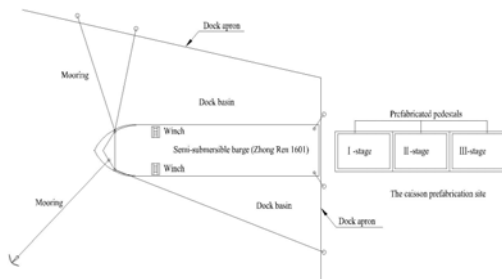 Dock apron
Mooring
Dock basin
Prefabricated pedestals
Winch
Semi-submersible barge (Zhong Ren 1601)
I -stage
II -stage
III-stage
Winch
The caisson prefabrication site
Mooring
Dock basin
Dock apron